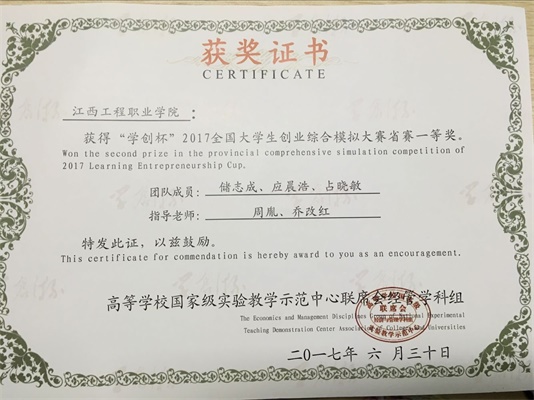 获奖证书
CERTIFICATE
江西工程职业学院：
获得“学创杯”2017全国大学生创业综合模拟大赛省赛一等奖。
Won the second prize in the provincial comprehensive simulation competition of
2017 Learning Entrepreneurship Cup.
团队成员： 储志成、应晨浩、占晓敏
指导老师： 周胤、乔改红
特发此证，以兹鼓励。
This certificate for commendation is hereby award to you as an encouragement.
高等学校国家级实验教学示范中心联席会经管学科组
The Economics and Management Disciplines Group of National Experimental
Teaching Demonstration Center Association of Colleges and Universities
联席会
二〇一七年 六 月三十日